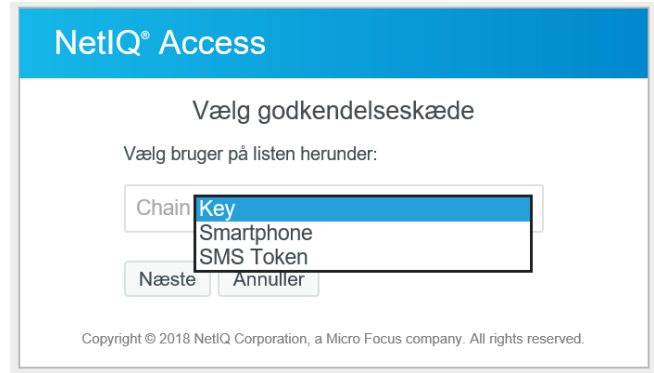 NetIQ® Access
Vælg godkendelseskæde
Vælg bruger på listen herunder:
Chain Key
Smartphone
SMS Token
Næste Annuller
Copyright © 2018 NetIQ Corporation, a Micro Focus company. All rights reserved.